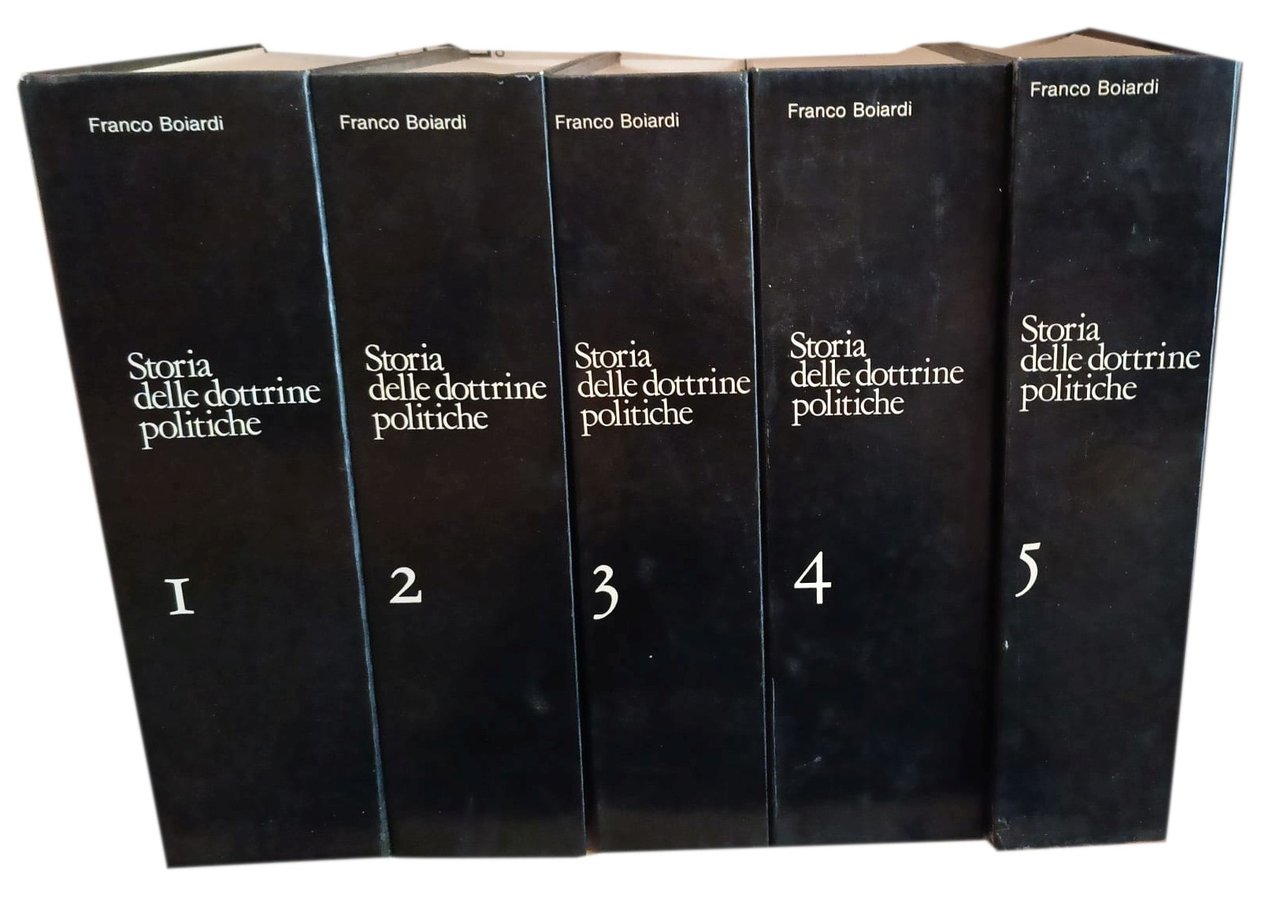 Franco Boiardi
Storia
delle dottrine
politiche
1
Franco Boiardi
Storia
delle dottrine
politiche
2
Franco Boiardi
Storia
delle dottrine
politiche
3
Franco Boiardi
Storia
delle dottrine
politiche
4
Franco Boiardi
Storia
delle dottrine
politiche
5